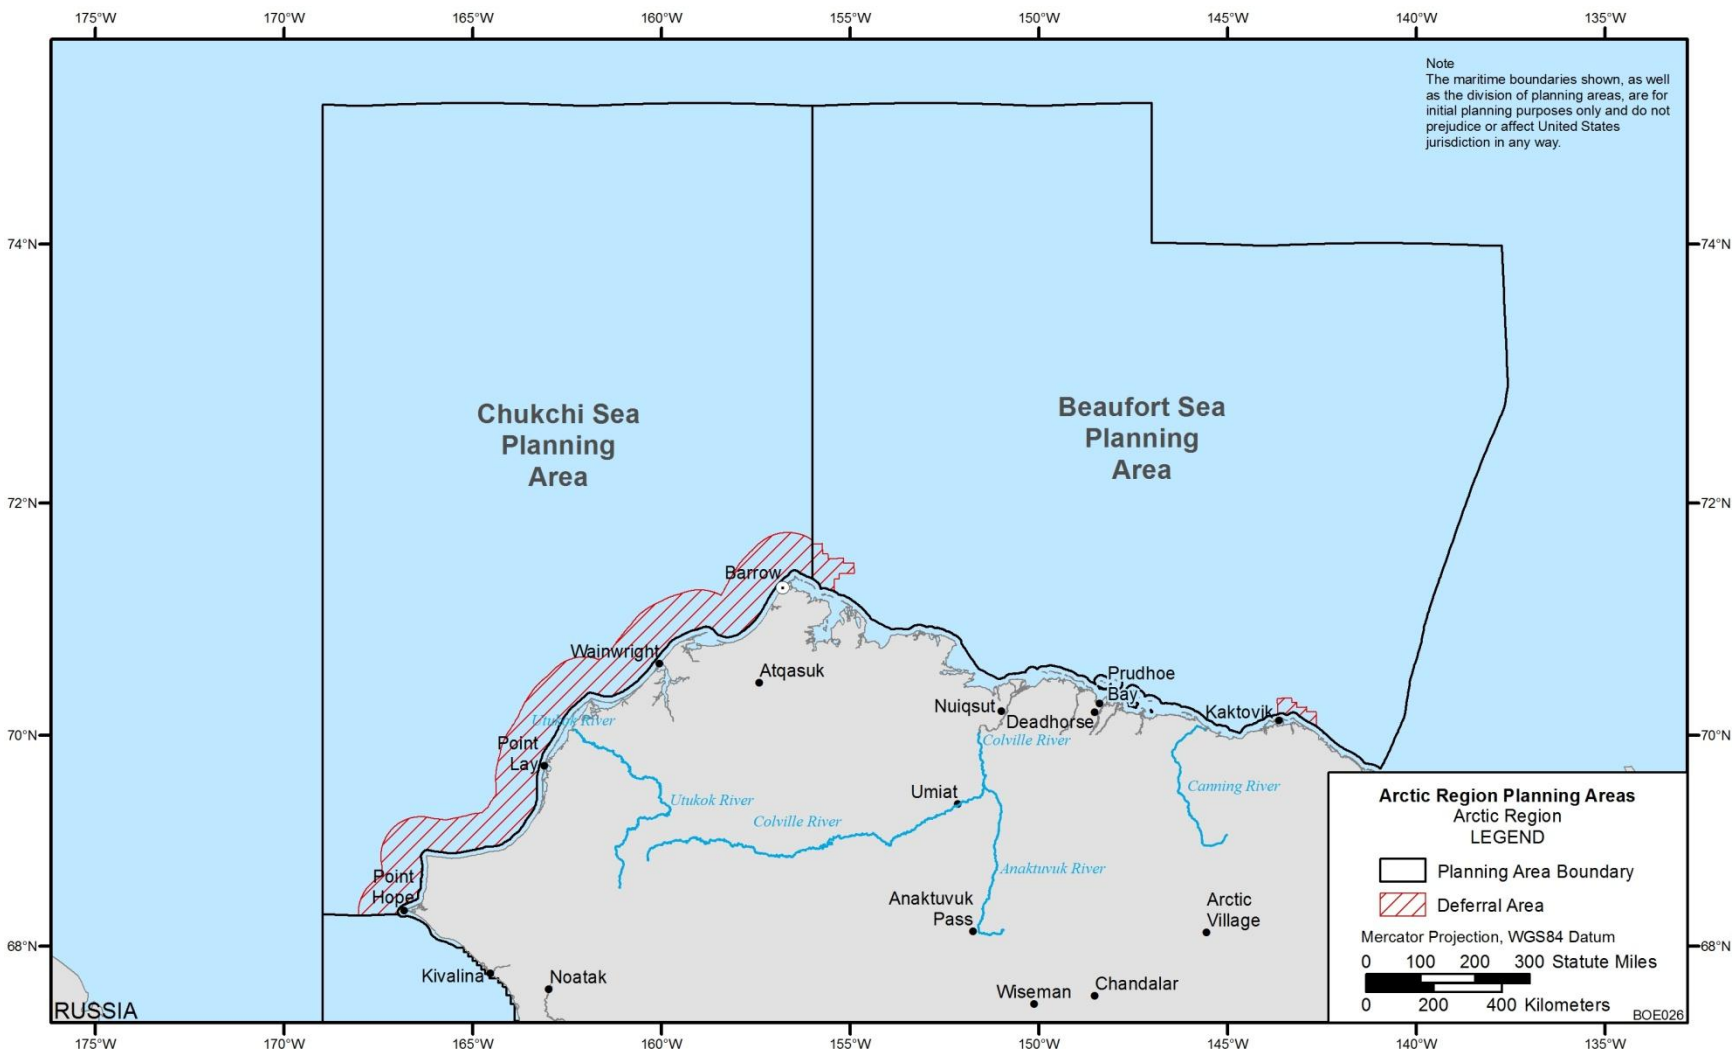 175°W 170°W 165°W 160°W 155°W 150°W 145°W 140°W 135°W
Note
The maritime boundaries shown, as well
as the division of planning areas, are for
initial planning purposes only and do not
prejudice or affect United States
jurisdiction in any way.
74°N
74°N
Chukchi Sea
Planning
Area
Beaufort Sea
Planning
Area
72°N
72°N
Barrow
Wainwright
Atqasuk
Prudhoe
Bay
Nuiqsut
Deadhorse
Kaktovik
Utukok River
70°N
70°N
Point
Lay
Colville River
Umiat
Utukok River
Colville River
Canning River
Anaktuvuk River
Point
Hope
Anaktuvuk
Pass
Arctic
Village
68°N
68°N
Kivalina
Noatak
Wiseman
Chandalar
RUSSIA
Arctic Region Planning Areas
Arctic Region
LEGEND
Planning Area Boundary
Deferral Area
Mercator Projection, WGS84 Datum
0 100 200 300 Statute Miles
0 200 400 Kilometers
BOE026
175°W 170°W 165°W 160°W 155°W 150°W 145°W 140°W 135°W